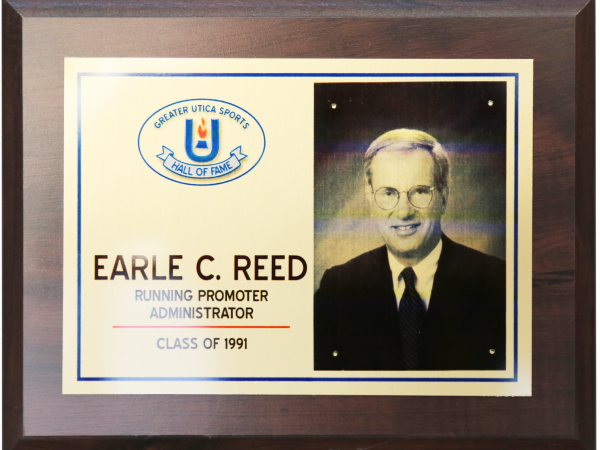 GREATER UTICA SPORTS
U
HALL OF FAME
EARLE C. REED
RUNNING PROMOTER
ADMINISTRATOR
CLASS OF 1991